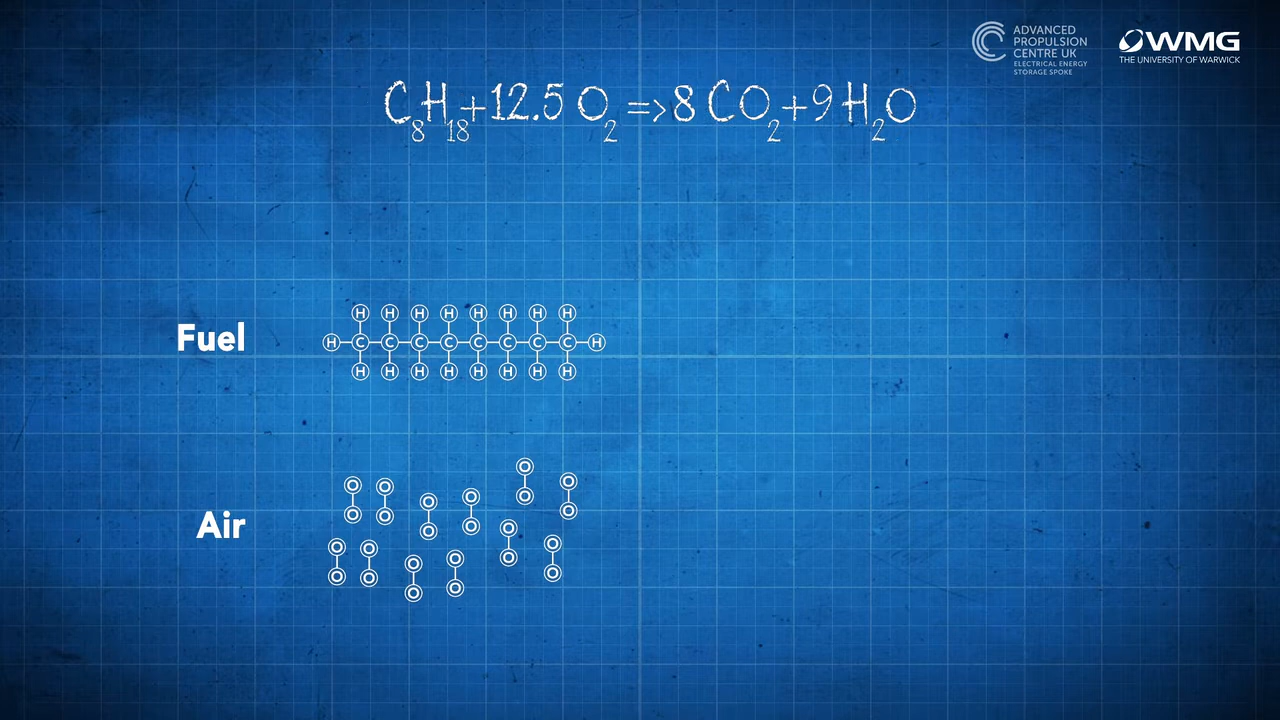 ADVANCED
PROPULSION
CENTRE UK
ELECTRICAL ENERGY
STORAGE SPOKE
WMG
THE UNIVERSITY OF WARWICK
C₈H₁₈+12.5 O₂ => 8 CO₂+9 H₂O
Fuel
H H H H H H H H
H C C C C C C C C H
H H H H H H H H
Air
O O
O O O O O O
O O O O O O
O O O O O O
O O O O